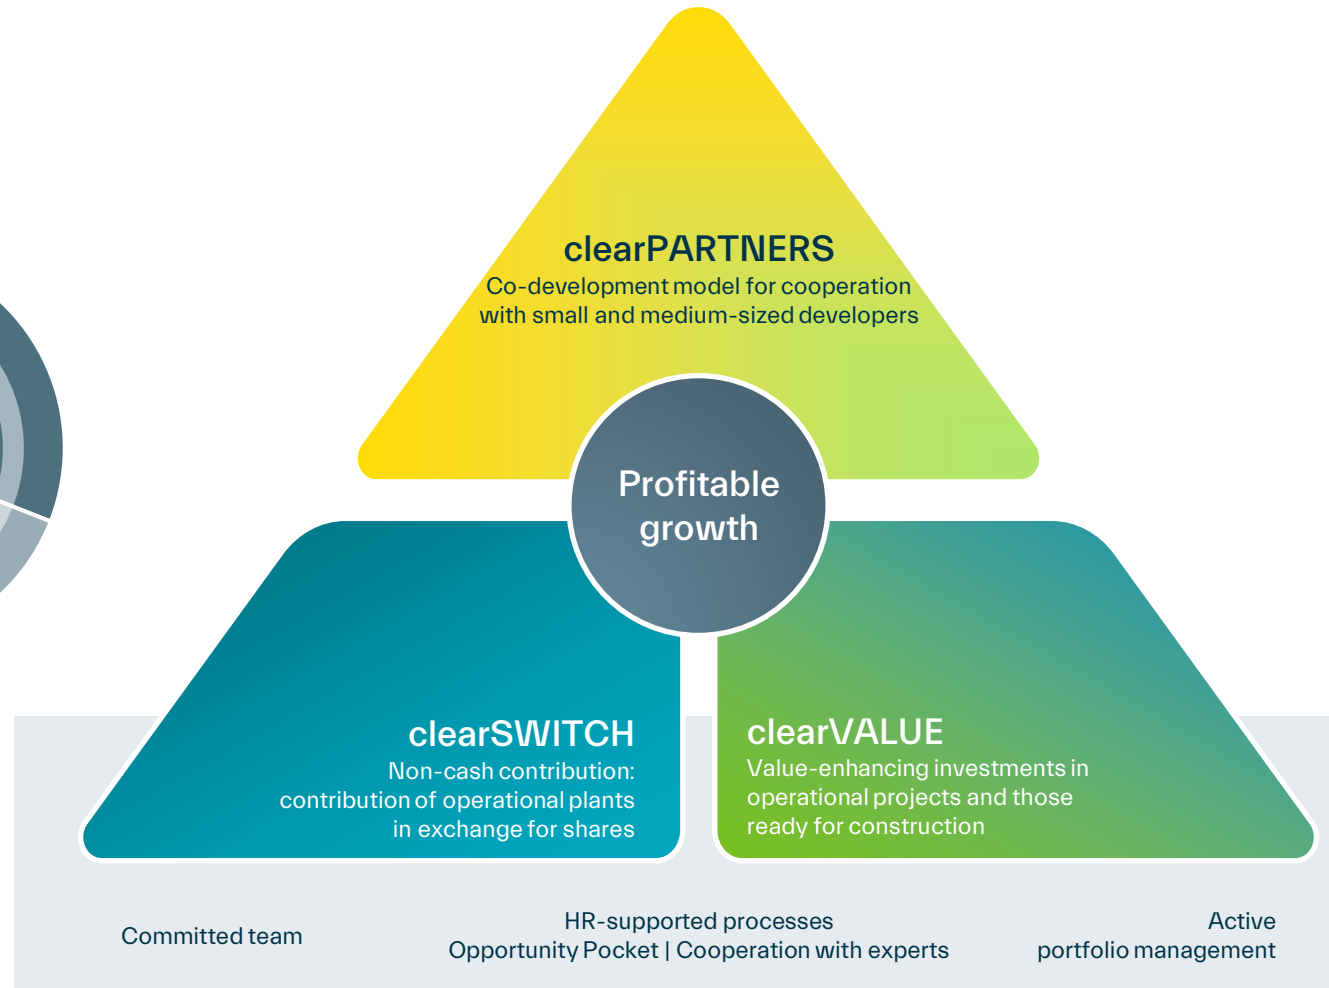 clearPARTNERS
Co-development model for cooperation
with small and medium-sized developers
Profitable
growth
clearSWITCH
Non-cash contribution:
contribution of operational plants
in exchange for shares
clearVALUE
Value-enhancing investments in
operational projects and those
ready for construction
Committed team
HR-supported processes
Opportunity Pocket | Cooperation with experts
Active
portfolio management